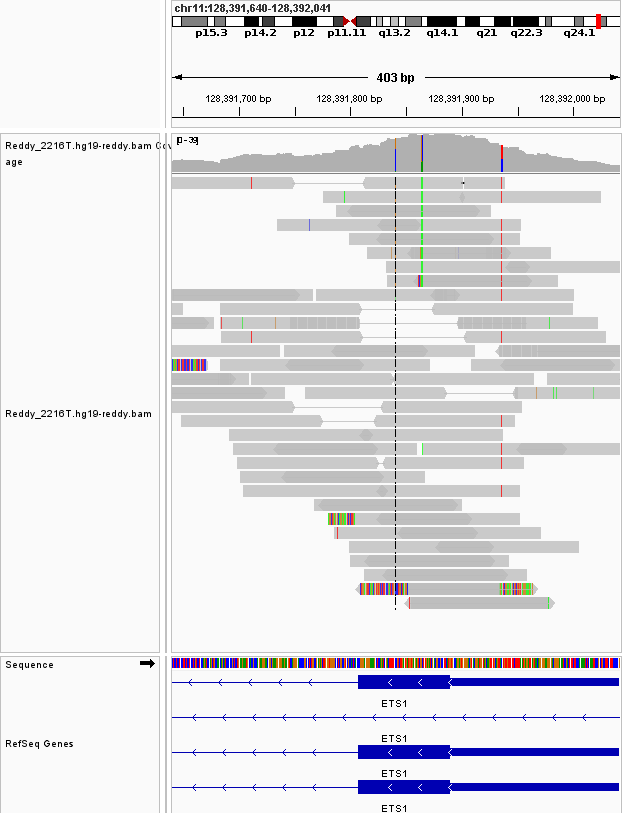 chr11:128,391,640-128,392,041
p15.3 p14.2 p12 p11.11 q13.2 q14.1 q21 q22.3 q24.1
403 bp
128,391,700 bp 128,391,800 bp 128,391,900 bp 128,392,000 bp
Reddy_2216T.hg19-reddy.bam Cov
age
[0-39]
Reddy_2216T.hg19-reddy.bam
Sequence
ETS1
ETS1
RefSeq Genes
ETS1
ETS1